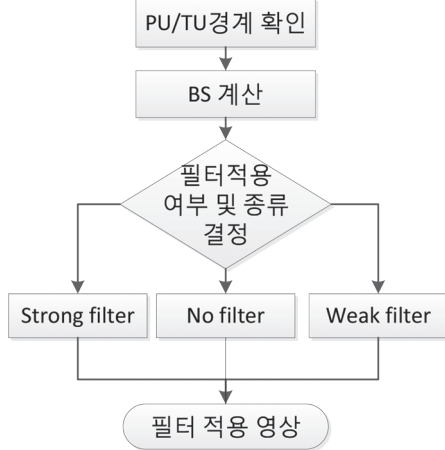 PU/TU경계 확인
BS 계산
필터적용
여부 및 종류
결정
Strong filter
No filter
Weak filter
필터 적용 영상